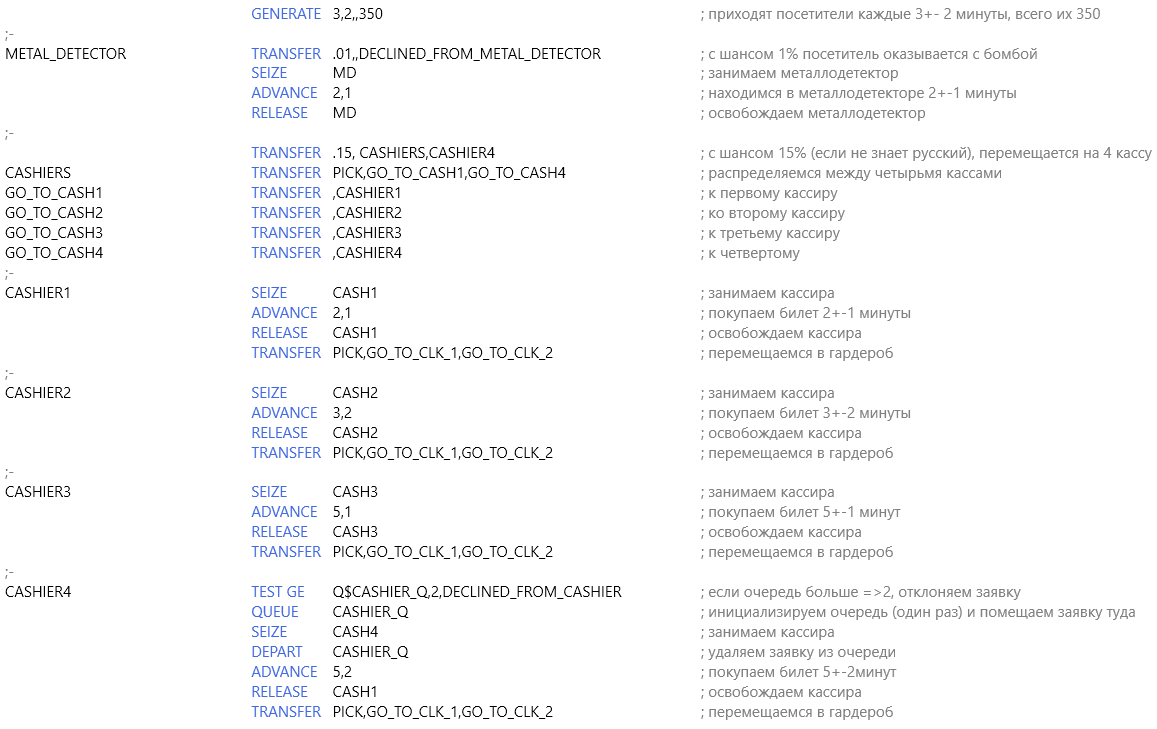 GENERATE 3,2,,350 ; приходят посетители каждые 3+- 2 минуты, всего их 350
;-
METAL_DETECTOR TRANSFER .01,,DECLINED_FROM_METAL_DETECTOR ; с шансом 1% посетитель оказывается с бомбой
SEIZE MD ; занимаем металлодетектор
ADVANCE 2,1 ; находимся в металлодетекторе 2+-1 минуты
RELEASE MD ; освобождаем металлодетектор
;-
TRANSFER .15, CASHIERS,CASHIER4 ; с шансом 15% (если не знает русский), перемещается на 4 кассу
CASHIERS TRANSFER PICK,GO_TO_CASH1,GO_TO_CASH4 ; распределяемся между четырьмя кассами
GO_TO_CASH1 TRANSFER ,CASHIER1 ; к первому кассиру
GO_TO_CASH2 TRANSFER ,CASHIER2 ; ко второму кассиру
GO_TO_CASH3 TRANSFER ,CASHIER3 ; к третьему кассиру
GO_TO_CASH4 TRANSFER ,CASHIER4 ; к четвертому
;-
CASHIER1 SEIZE CASH1 ; занимаем кассира
ADVANCE 2,1 ; покупаем билет 2+-1 минуты
RELEASE CASH1 ; освобождаем кассира
TRANSFER PICK,GO_TO_CLK_1,GO_TO_CLK_2 ; перемещаемся в гардероб
;-
CASHIER2 SEIZE CASH2 ; занимаем кассира
ADVANCE 3,2 ; покупаем билет 3+-2 минуты
RELEASE CASH2 ; освобождаем кассира
TRANSFER PICK,GO_TO_CLK_1,GO_TO_CLK_2 ; перемещаемся в гардероб
;-
CASHIER3 SEIZE CASH3 ; занимаем кассира
ADVANCE 5,1 ; покупаем билет 5+-1 минут
RELEASE CASH3 ; освобождаем кассира
TRANSFER PICK,GO_TO_CLK_1,GO_TO_CLK_2 ; перемещаемся в гардероб
;-
CASHIER4 TEST GE Q$CASHIER_Q,2,DECLINED_FROM_CASHIER ; если очередь больше =>2, отклоняем заявку
QUEUE CASHIER_Q ; инициализируем очередь (один раз) и помещаем заявку туда
SEIZE CASH4 ; занимаем кассира
DEPART CASHIER_Q ; удаляем заявку из очереди
ADVANCE 5,2 ; покупаем билет 5+-2минут
RELEASE CASH1 ; освобождаем кассира
TRANSFER PICK,GO_TO_CLK_1,GO_TO_CLK_2 ; перемещаемся в гардероб